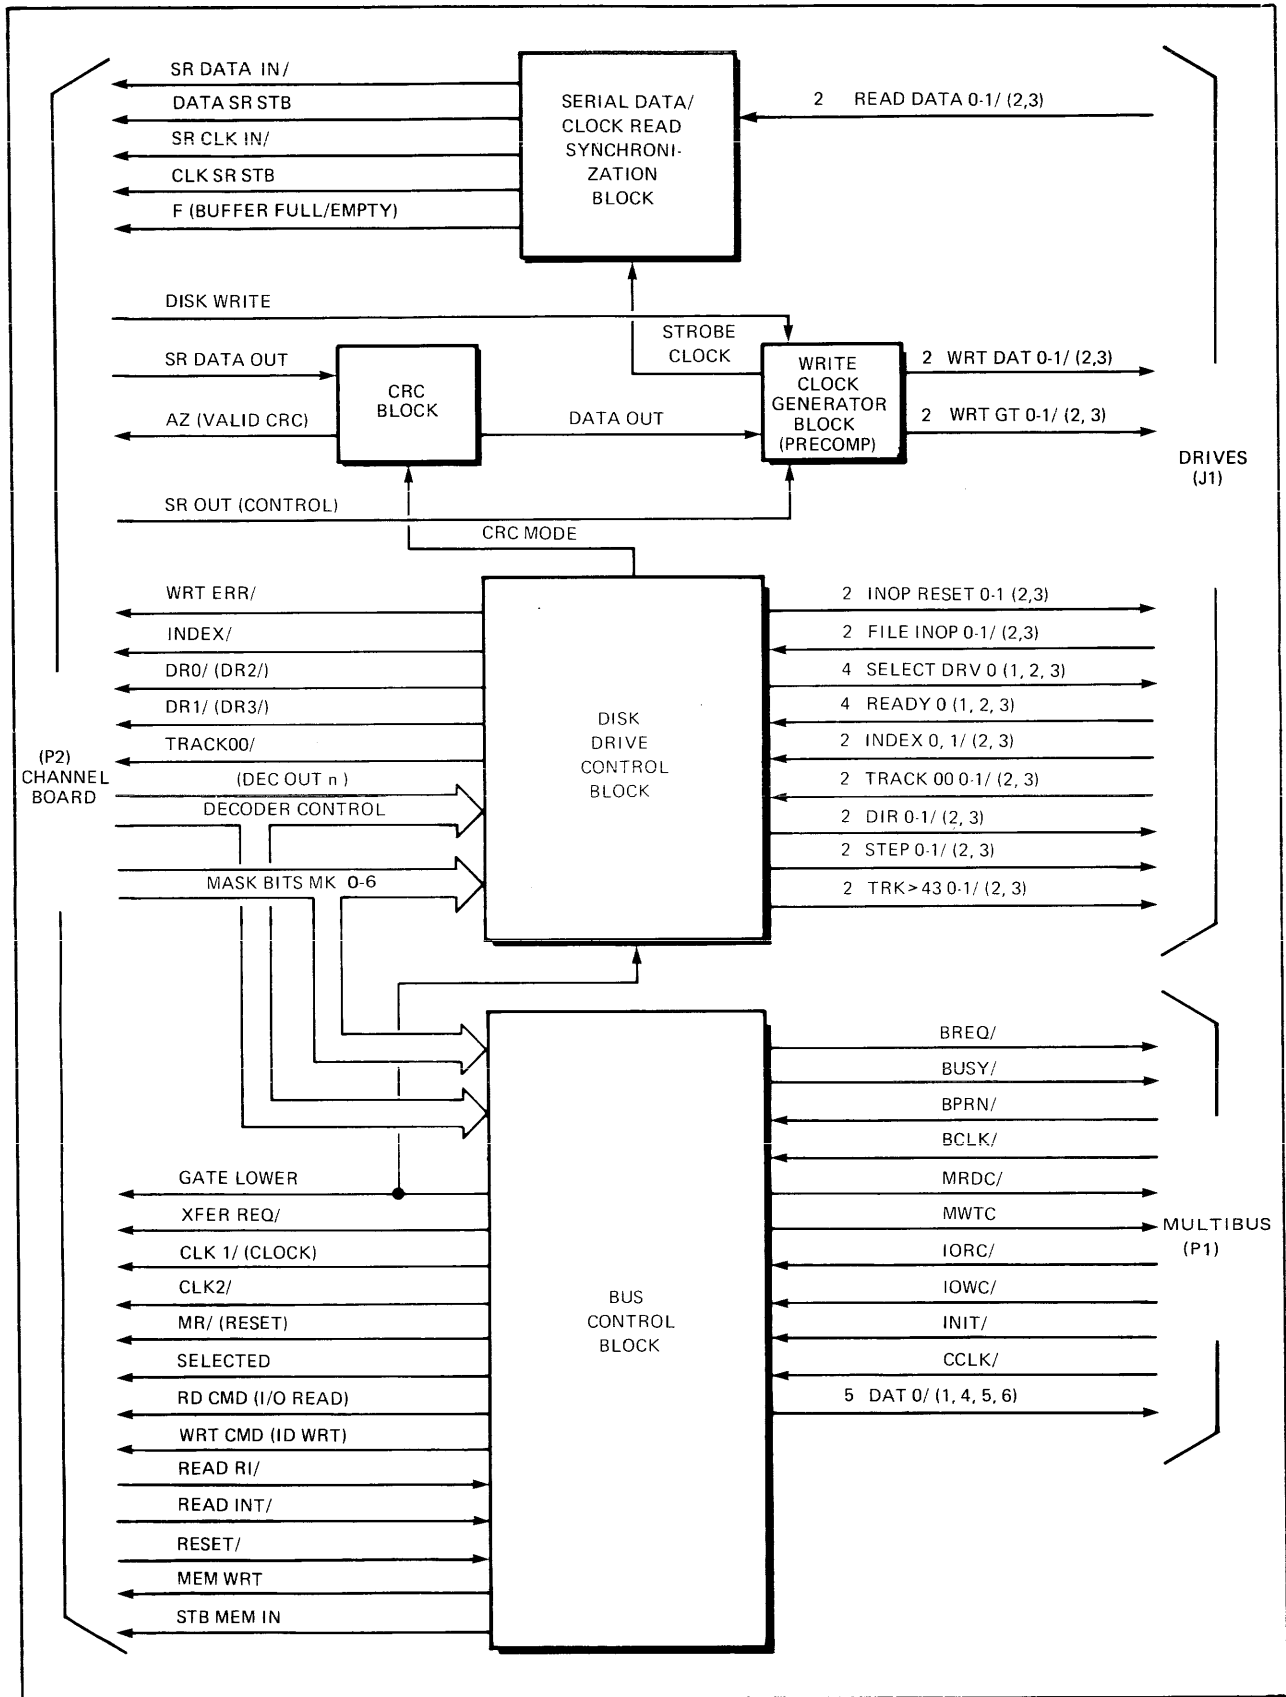 SR DATA IN/
DATA SR STB
SR CLK IN/
CLK SR STB
F (BUFFER FULL/EMPTY)
SERIAL DATA/
CLOCK READ
SYNCHRONI-
ZATION
BLOCK
2 READ DATA 0-1/ (2,3)
DISK WRITE
STROBE
CLOCK
SR DATA OUT
AZ (VALID CRC)
CRC
BLOCK
DATA OUT
WRITE
CLOCK
GENERATOR
BLOCK
(PRECOMP)
2 WRT DAT 0-1/ (2,3)
2 WRT GT 0-1/ (2, 3)
DRIVES
(J1)
SR OUT (CONTROL)
CRC MODE
WRT ERR/
INDEX/
DR0/ (DR2/)
DR1/ (DR3/)
TRACK00/
(DEC OUT n )
DECODER CONTROL
MASK BITS MK 0-6
(P2)
CHANNEL
BOARD
DISK
DRIVE
CONTROL
BLOCK
2 INOP RESET 0-1 (2,3)
2 FILE INOP 0-1/ (2,3)
4 SELECT DRV 0 (1, 2, 3)
4 READY 0 (1, 2, 3)
2 INDEX 0, 1/ (2, 3)
2 TRACK 00 0-1/ (2, 3)
2 DIR 0-1/ (2, 3)
2 STEP 0-1/ (2, 3)
2 TRK>43 0-1/ (2, 3)
GATE LOWER
XFER REQ/
CLK 1/ (CLOCK)
CLK2/
MR/ (RESET)
SELECTED
RD CMD (I/O READ)
WRT CMD (ID WRT)
READ RI/
READ INT/
RESET/
MEM WRT
STB MEM IN
BUS
CONTROL
BLOCK
BREQ/
BUSY/
BPRN/
BCLK/
MRDC/
MWTC
IORC/
IOWC/
INIT/
CCLK/
5 DAT 0/ (1, 4, 5, 6)
MULTIBUS
(P1)